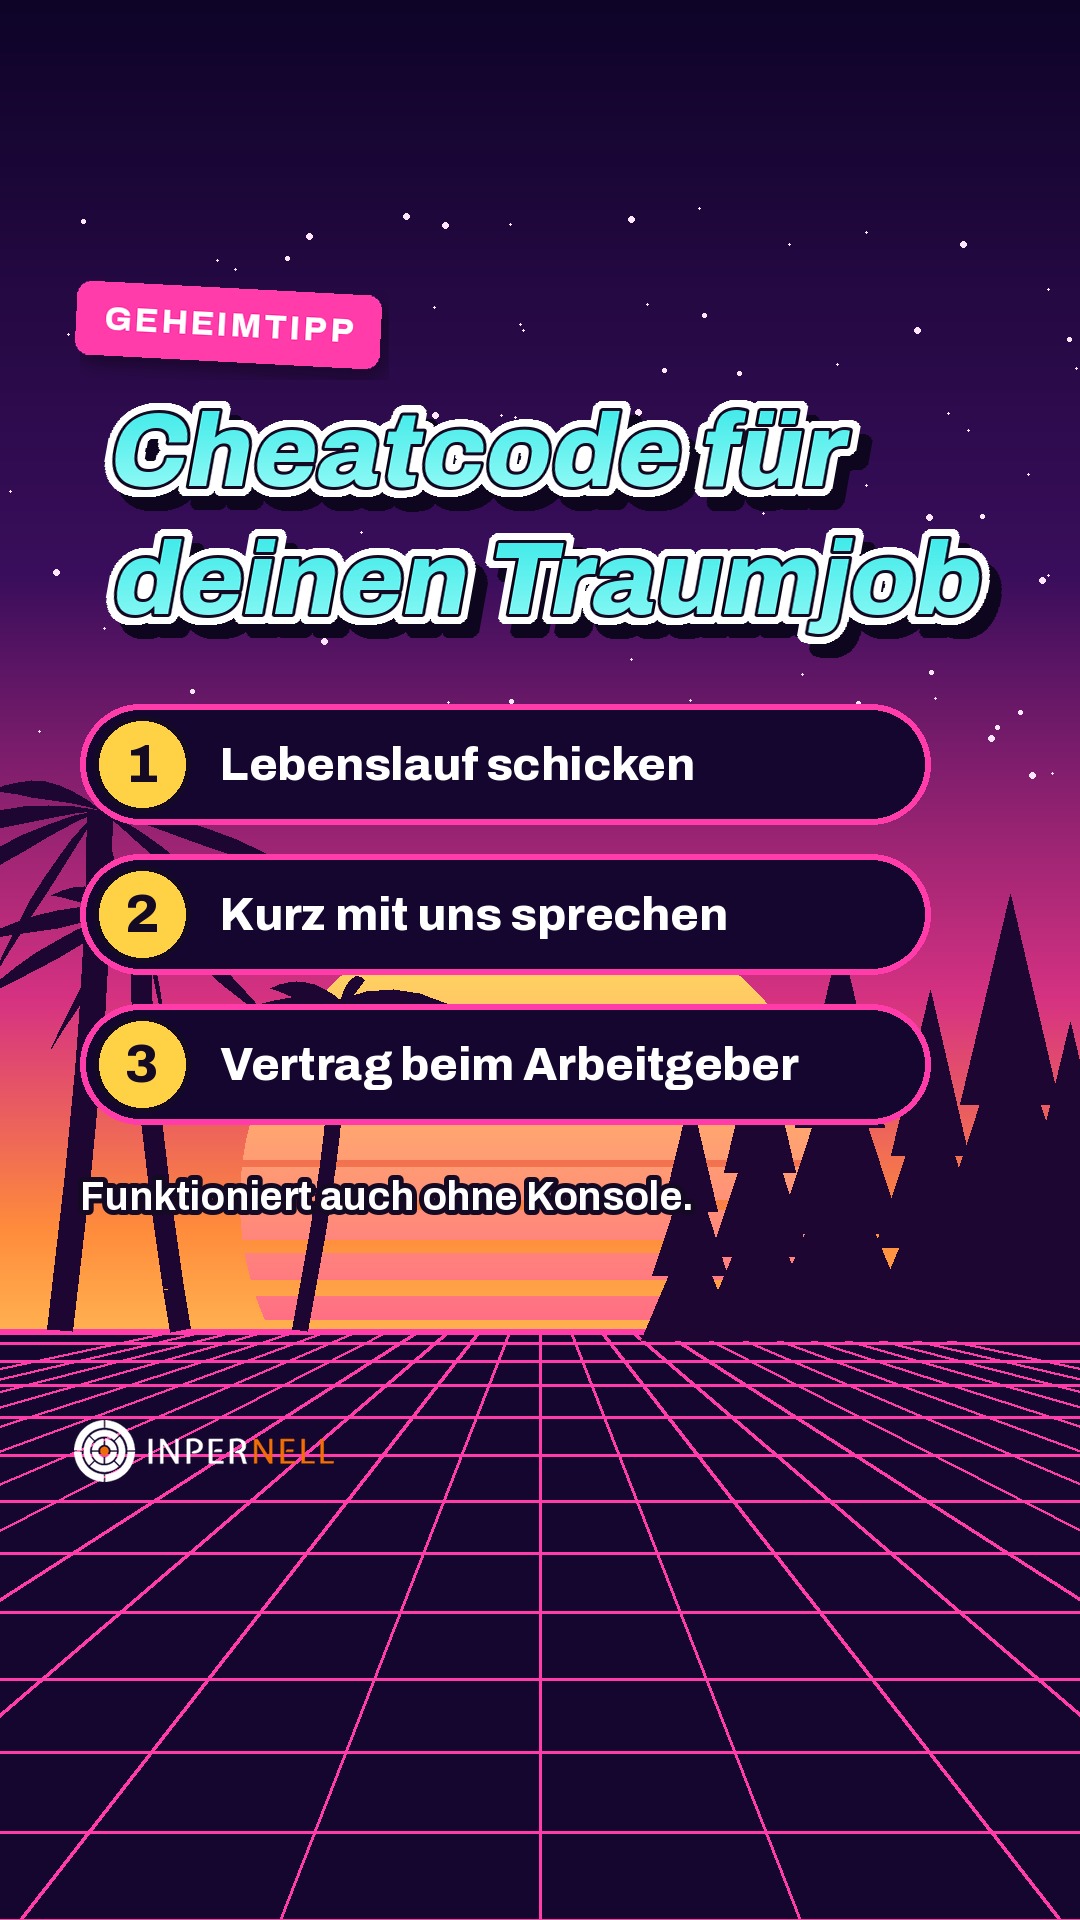 GEHEIMTIPP
Cheatcode für
deinen Traumjob
1 Lebenslauf schicken
2 Kurz mit uns sprechen
3 Vertrag beim Arbeitgeber
Funktioniert auch ohne Konsole.
INPERNELL